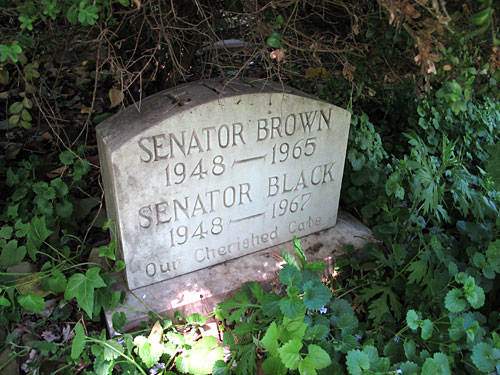 SENATOR BROWN
1948 — 1965
SENATOR BLACK
1948 — 1967
Our Cherished Cats